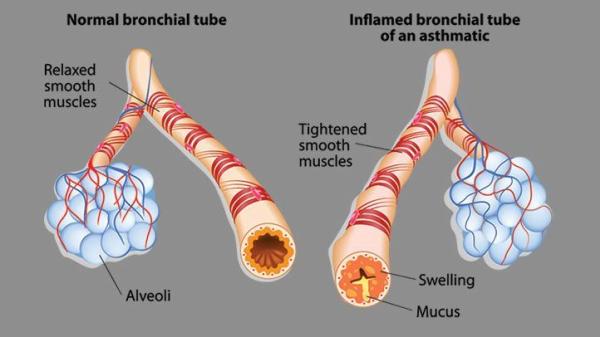 Normal bronchial tube
Relaxed
smooth
muscles
Alveoli
Inflamed bronchial tube
of an asthmatic
Tightened
smooth
muscles
Swelling
Mucus